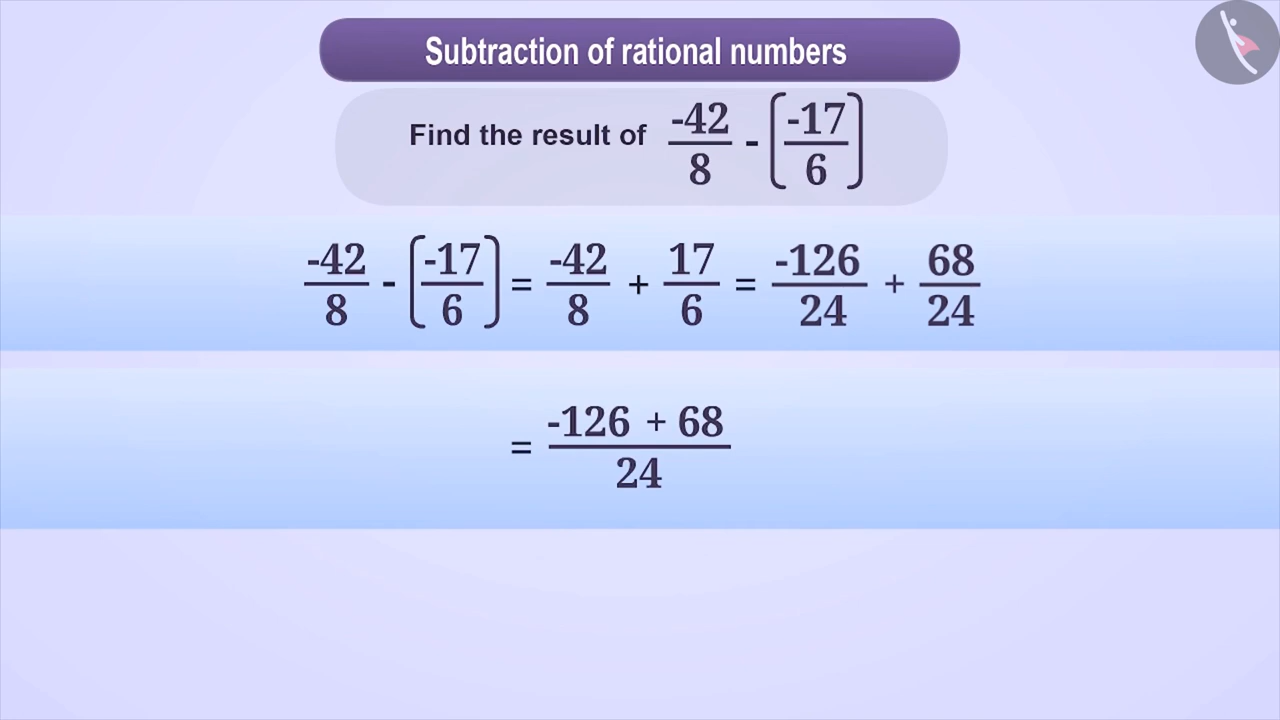 Subtraction of rational numbers
Find the result of -42/8 - (-17/6)
-42/8 - (-17/6) = -42/8 + 17/6 = -126/24 + 68/24
= -126 + 68/24